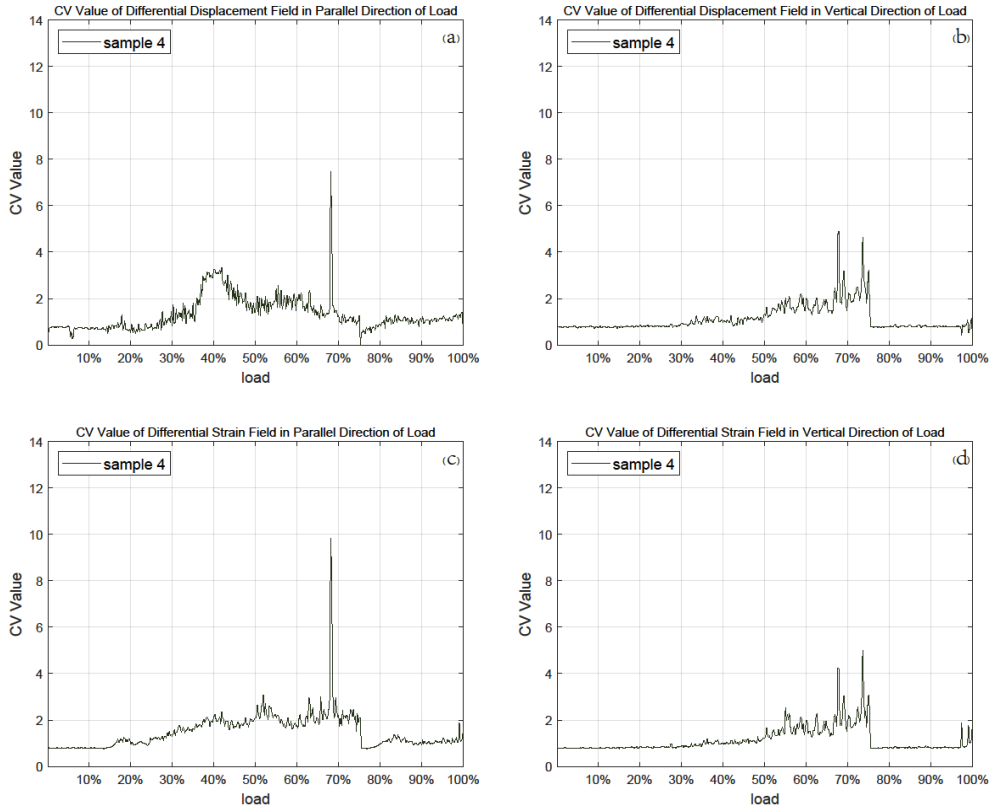 CV Value of Differential Displacement Field in Parallel Direction of Load
14
12
10
8
6
4
2
0
CV Value
sample 4
(a)
10% 20% 30% 40% 50% 60% 70% 80% 90% 100%
load
CV Value of Differential Displacement Field in Vertical Direction of Load
14
12
10
8
6
4
2
0
CV Value
sample 4
(b)
10% 20% 30% 40% 50% 60% 70% 80% 90% 100%
load
CV Value of Differential Strain Field in Parallel Direction of Load
14
12
10
8
6
4
2
0
CV Value
sample 4
(c)
10% 20% 30% 40% 50% 60% 70% 80% 90% 100%
load
CV Value of Differential Strain Field in Vertical Direction of Load
14
12
10
8
6
4
2
0
CV Value
sample 4
(d)
10% 20% 30% 40% 50% 60% 70% 80% 90% 100%
load